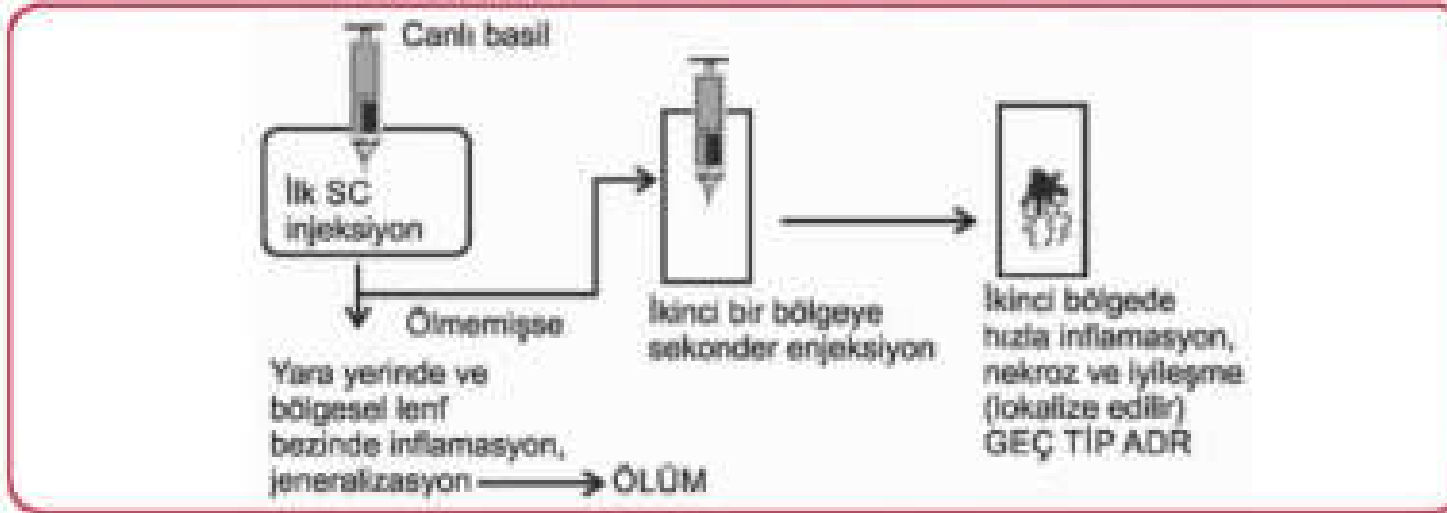 Canlı basil
İlk SC
injeksiyon
Ölmemişse
Yara yerinde ve
bölgesel lenf
bezinde inflamasyon,
jeneralizasyon
ÖLÜM
İkinci bir bölgeye
sekonder enjeksiyon
İkinci bölgede
hızla inflamasyon,
nekroz ve iyileşme
(lokalize edilir)
GEÇ TİP ADR